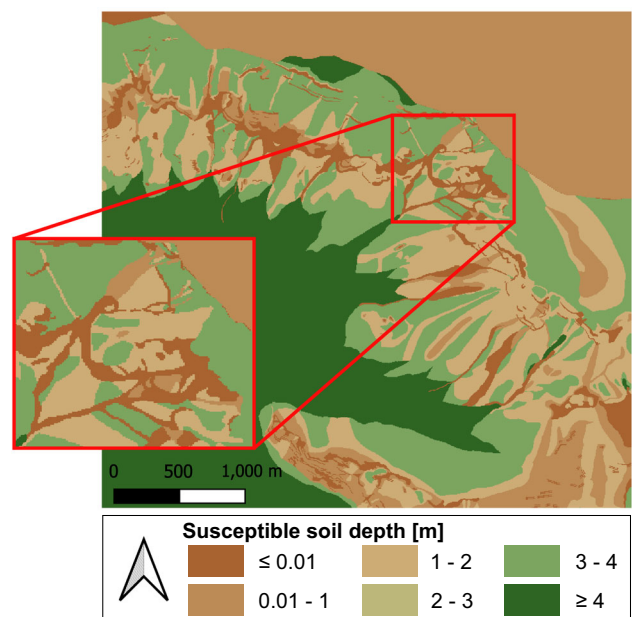 0 500 1,000 m
Susceptible soil depth [m]
≤ 0.01 1 - 2 3 - 4
0.01 - 1 2 - 3 ≥ 4